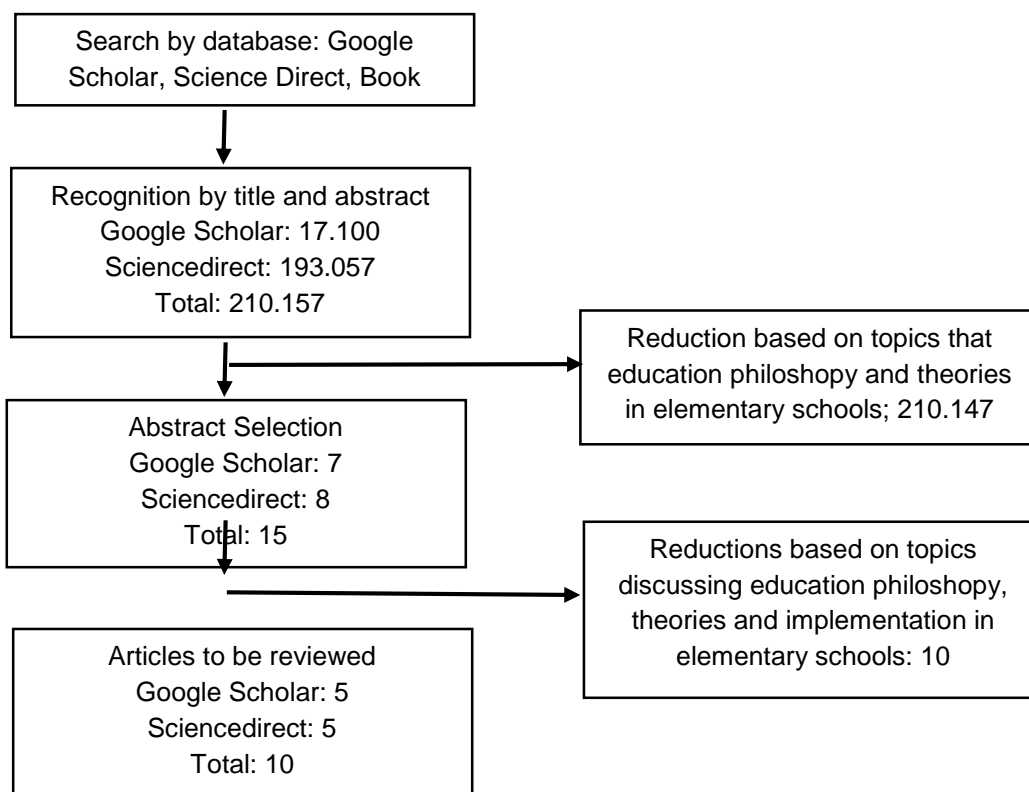 Search by database: Google
Scholar, Science Direct, Book
Recognition by title and abstract
Google Scholar: 17.100
Sciencedirect: 193.057
Total: 210.157
Reduction based on topics that
education philoshopy and theories
in elementary schools; 210.147
Abstract Selection
Google Scholar: 7
Sciencedirect: 8
Total: 15
Reductions based on topics
discussing education philoshopy,
theories and implementation in
elementary schools: 10
Articles to be reviewed
Google Scholar: 5
Sciencedirect: 5
Total: 10